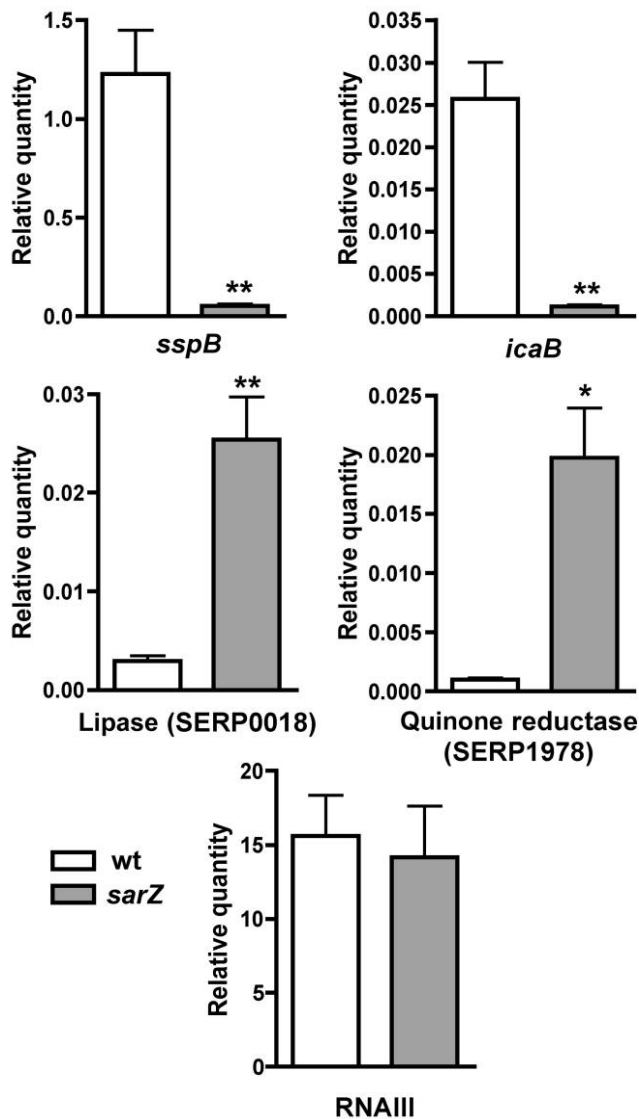 Relative quantity
1.5
1.0
0.5
0.0
**
sspB
Relative quantity
0.035
0.030
0.025
0.020
0.015
0.010
0.005
0.000
**
icaB
Relative quantity
0.03
0.02
0.01
0.00
**
Lipase (SERP0018)
Relative quantity
0.025
0.020
0.015
0.010
0.005
0.000
*
Quinone reductase
(SERP1978)
wt
sarZ
Relative quantity
20
15
10
5
0
RNAIII